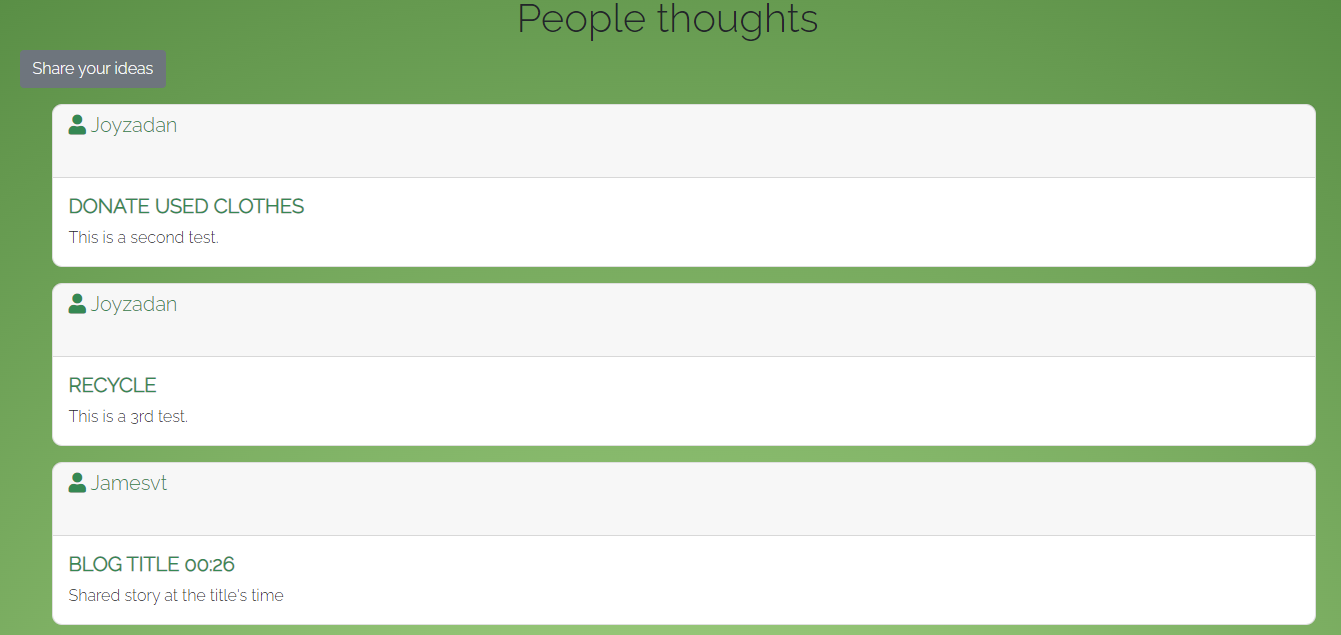 People thoughts
Share your ideas
Joyzadan
DONATE USED CLOTHES
This is a second test.
Joyzadan
RECYCLE
This is a 3rd test.
Jamesvt
BLOG TITLE 00:26
Shared story at the title's time